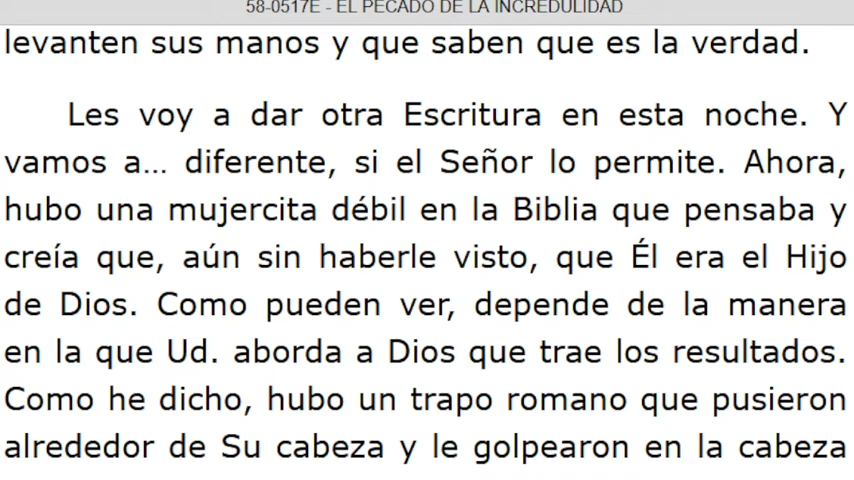 58-0517E - EL PECADO DE LA INCREDULIDAD
levanten sus manos y que saben que es la verdad.
Les voy a dar otra Escritura en esta noche. Y
vamos a… diferente, si el Señor lo permite. Ahora,
hubo una mujercita débil en la Biblia que pensaba y
creía que, aún sin haberle visto, que Él era el Hijo
de Dios. Como pueden ver, depende de la manera
en la que Ud. aborda a Dios que trae los resultados.
Como he dicho, hubo un trapo romano que pusieron
alrededor de Su cabeza y le golpearon en la cabeza